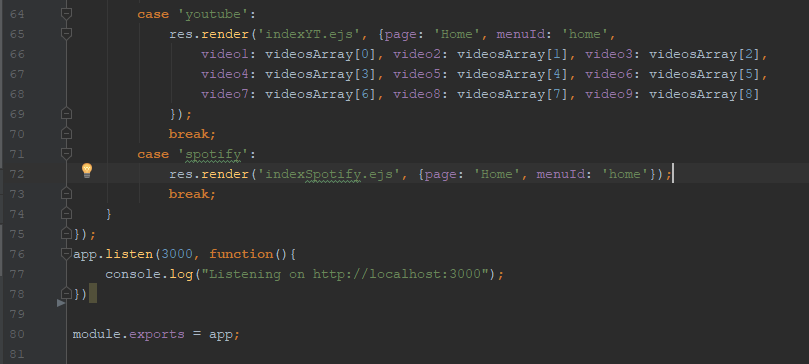 64 case 'youtube':
65 res.render('indexYT.ejs', {page: 'Home', menuId: 'home',
66 video1: videosArray[0], video2: videosArray[1], video3: videosArray[2],
67 video4: videosArray[3], video5: videosArray[4], video6: videosArray[5],
68 video7: videosArray[6], video8: videosArray[7], video9: videosArray[8]
69 });
70 break;
71 case 'spotify':
72 res.render('indexSpotify.ejs', {page: 'Home', menuId: 'home'});
73 break;
74 }
75 });
76 app.listen(3000, function(){
77 console.log("Listening on http://localhost:3000");
78 })
79
80 module.exports = app;
81